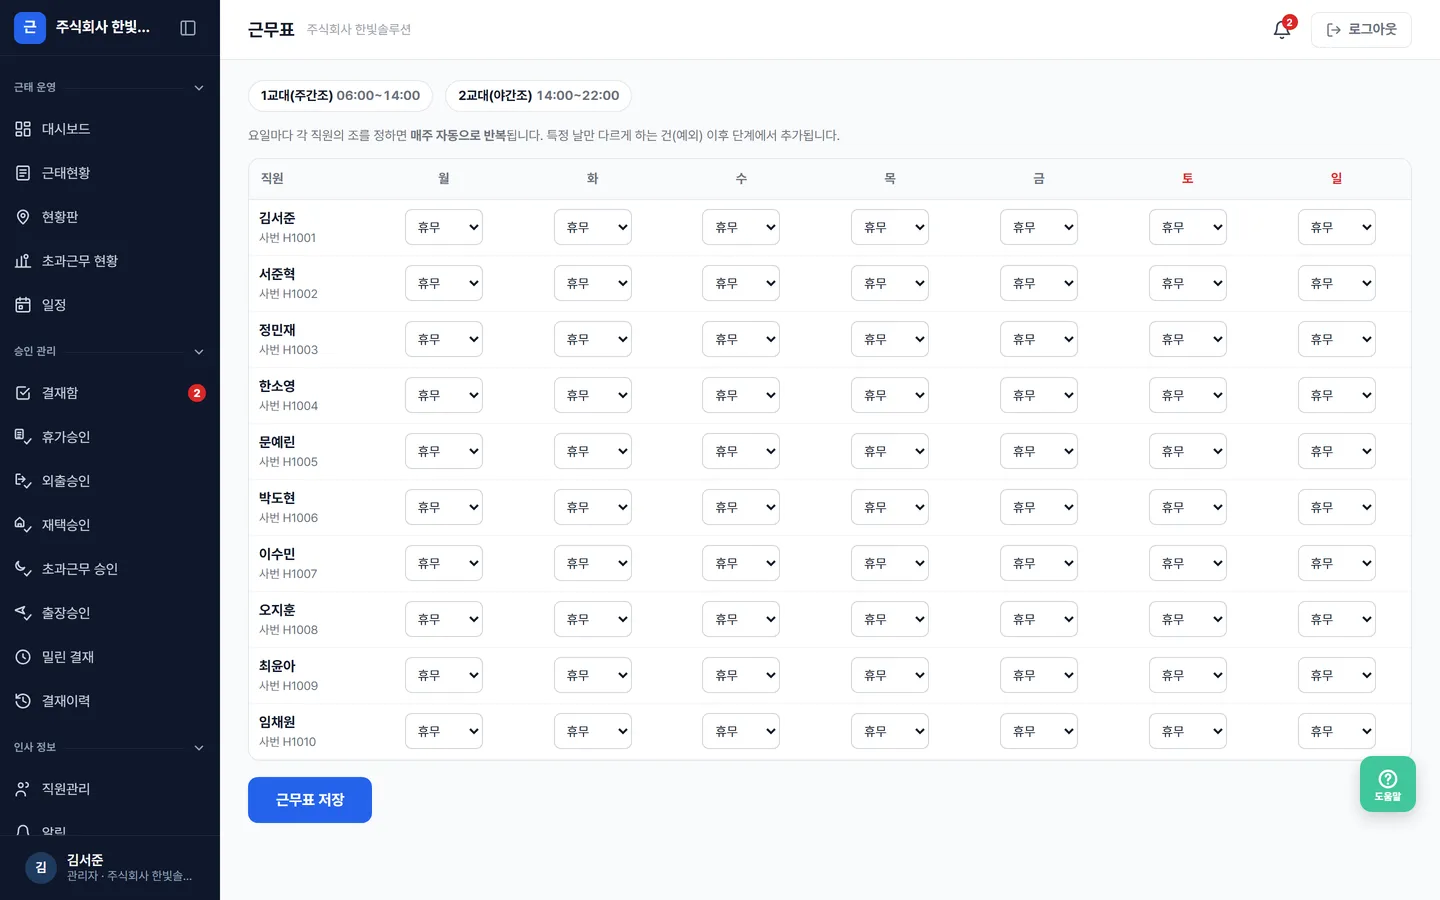 근
주식회사 한빛...
근태 운영
대시보드
근태현황
현황판
초과근무 현황
일정
승인 관리
결재함
2
휴가승인
외출승인
재택승인
초과근무 승인
출장승인
밀린 결재
결재이력
인사 정보
직원관리
알림
김
김서준
관리자 · 주식회사 한빛솔...
근무표 주식회사 한빛솔루션
2
로그아웃
1교대(주간조) 06:00~14:00 2교대(야간조) 14:00~22:00
요일마다 각 직원의 조를 정하면 매주 자동으로 반복됩니다. 특정 날만 다르게 하는 건(예외) 이후 단계에서 추가됩니다.
직원 월 화 수 목 금 토 일
김서준
사번 H1001
휴무 휴무 휴무 휴무 휴무 휴무 휴무
서준혁
사번 H1002
휴무 휴무 휴무 휴무 휴무 휴무 휴무
정민재
사번 H1003
휴무 휴무 휴무 휴무 휴무 휴무 휴무
한소영
사번 H1004
휴무 휴무 휴무 휴무 휴무 휴무 휴무
문예린
사번 H1005
휴무 휴무 휴무 휴무 휴무 휴무 휴무
박도현
사번 H1006
휴무 휴무 휴무 휴무 휴무 휴무 휴무
이수민
사번 H1007
휴무 휴무 휴무 휴무 휴무 휴무 휴무
오지훈
사번 H1008
휴무 휴무 휴무 휴무 휴무 휴무 휴무
최윤아
사번 H1009
휴무 휴무 휴무 휴무 휴무 휴무 휴무
임채원
사번 H1010
휴무 휴무 휴무 휴무 휴무 휴무 휴무
근무표 저장
도움말